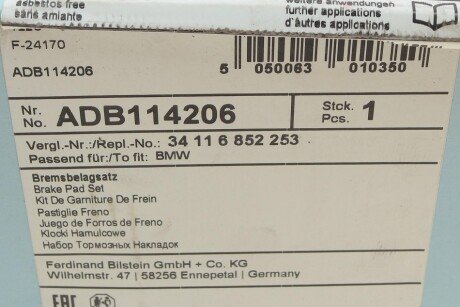 asbestos free
sans amiante
weitere anwendungen
further applications
d'autres applications
F-24170
ADB114206
5 050063 010350
Nr.
No. ADB114206
Stck.
Pcs. 1
Vergl.-Nr.:/Repl.-No.: 34 11 6 852 253
Passend für:/To fit: BMW
Bremsbelagsatz
Brake Pad Set
Kit De Garniture De Frein
Pastiglie Freno
Juego de Forros de Freno
Klocki Hamulcowe
Набор Тормозных Накладок
Ferdinand Bilstein GmbH + Co. KG
Wilhelmstr. 47 | 58256 Ennepetal | Germany
EAC